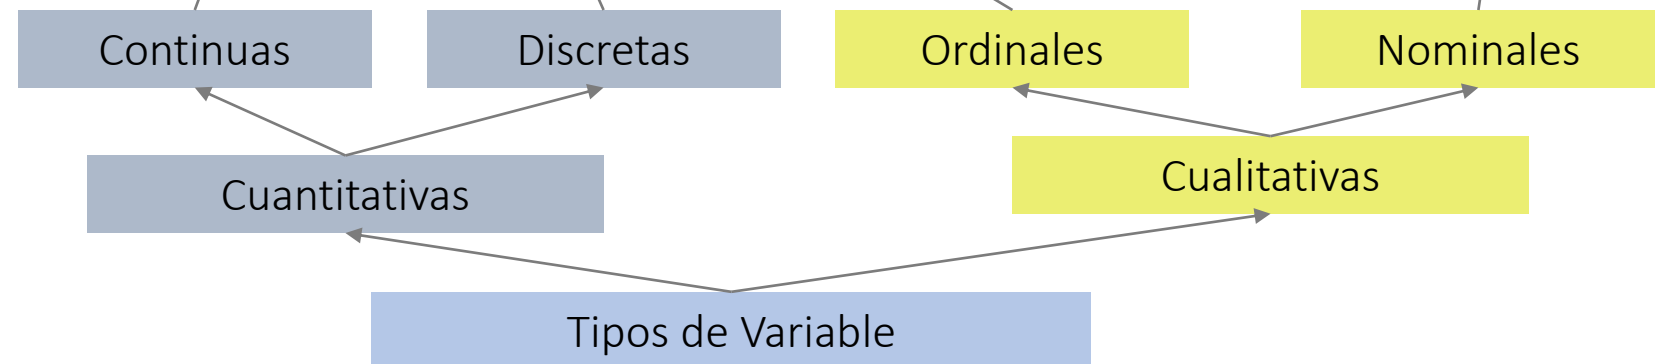 Continuas
Discretas
Ordinales
Nominales
Cuantitativas
Cualitativas
Tipos de Variable